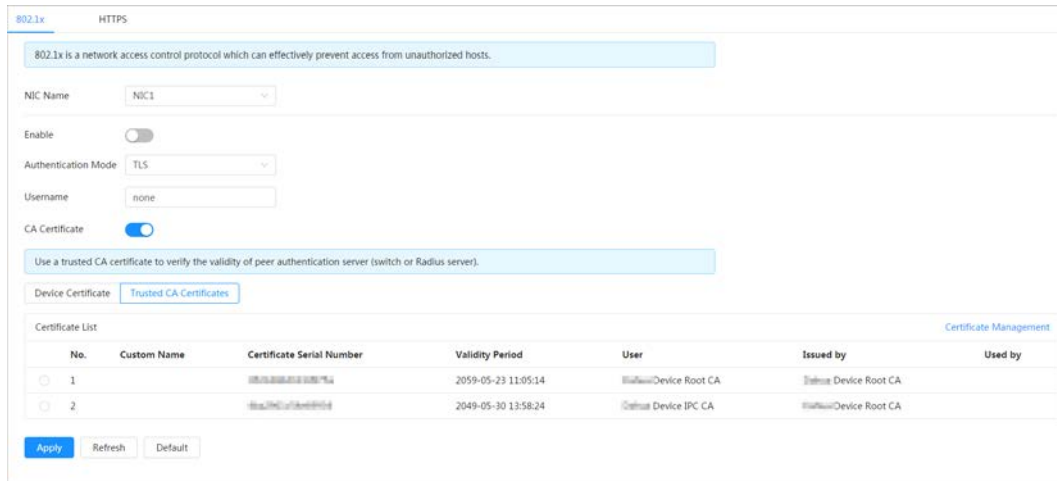 802.1x HTTPS
802.1x is a network access control protocol which can effectively prevent access from unauthorized hosts.
NIC Name NIC1
Enable
Authentication Mode TLS
Username none
CA Certificate
Use a trusted CA certificate to verify the validity of peer authentication server (switch or Radius server).
Device Certificate Trusted CA Certificates
Certificate List Certificate Management
No. Custom Name Certificate Serial Number Validity Period User Issued by Used by
1 2059-05-23 11:05:14 Device Root CA Device Root CA
2 2049-05-30 13:58:24 Device IPC CA Device Root CA
Apply Refresh Default